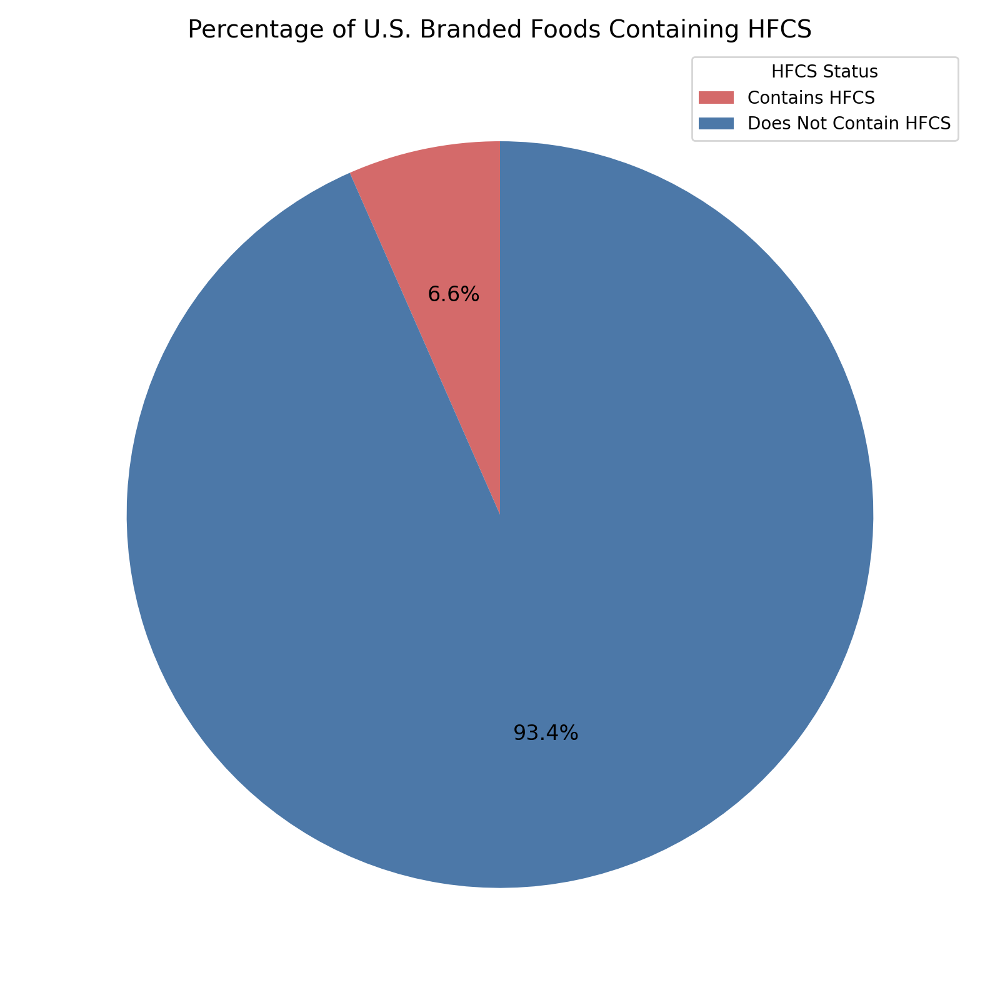 Percentage of U.S. Branded Foods Containing HFCS
HFCS Status
Contains HFCS
Does Not Contain HFCS
6.6%
93.4%